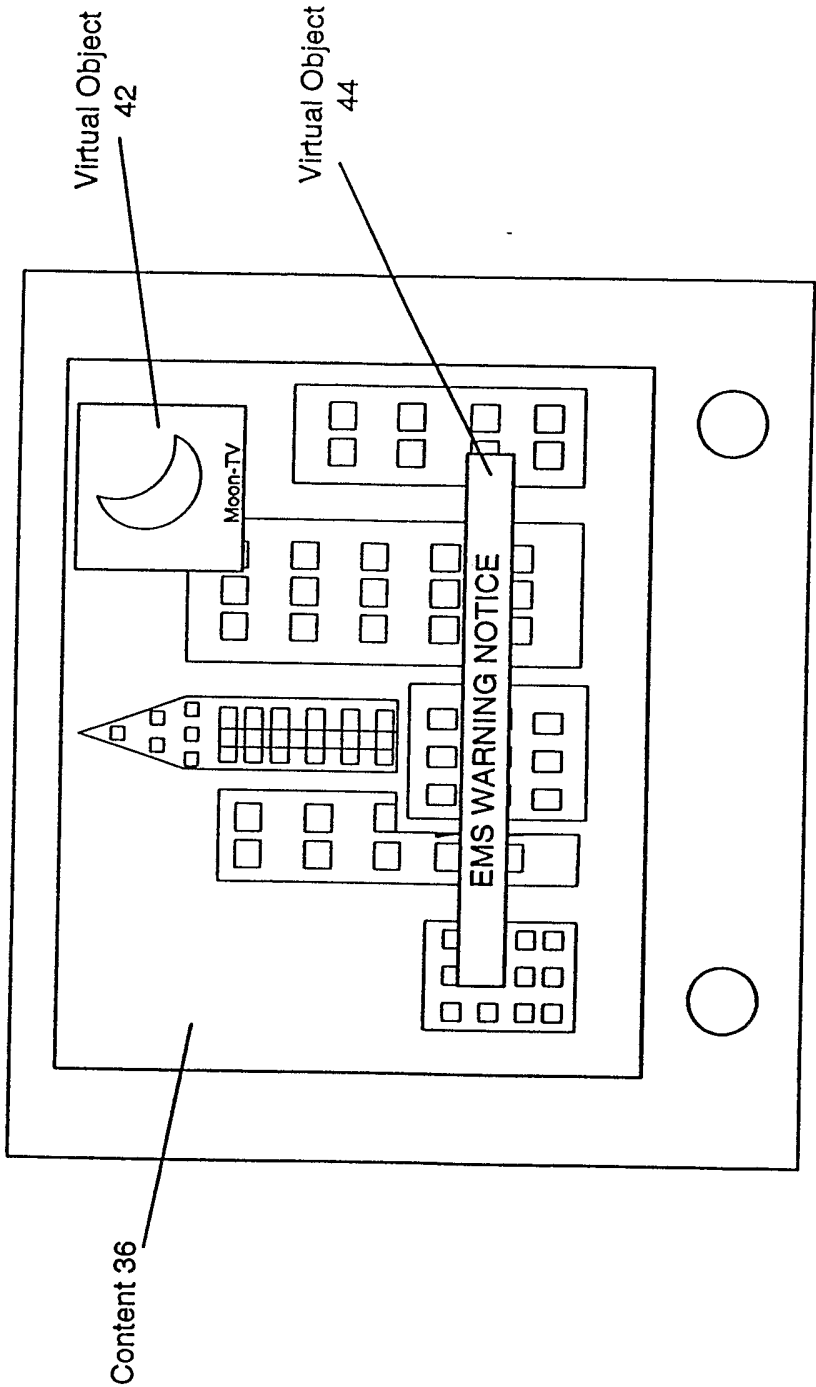 Content 36
Virtual Object
42
Virtual Object
44
Moon-TV
EMS WARNING NOTICE